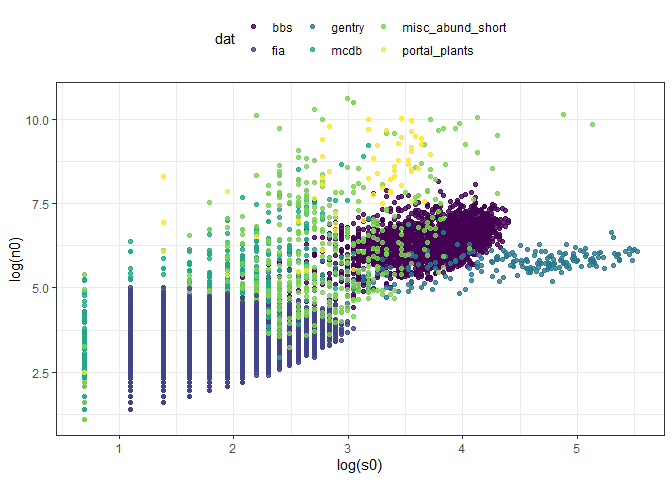 dat
bbs gentry misc_abund_short
fia mcdb portal_plants
log(n0)
10.0
7.5
5.0
2.5
1 2 3 4 5
log(s0)